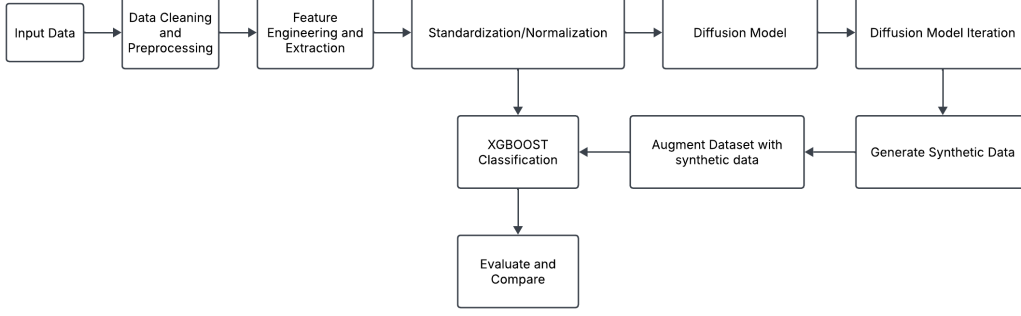 Input Data
Data Cleaning
and
Preprocessing
Feature
Engineering and
Extraction
Standardization/Normalization
Diffusion Model
Diffusion Model Iteration
XGBOOST
Classification
Augment Dataset with
synthetic data
Generate Synthetic Data
Evaluate and
Compare